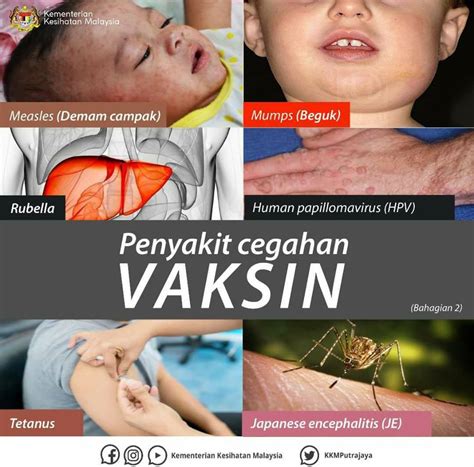 Kementerian
Kesihatan Malaysia
Measles (Demam campak)
Mumps (Beguk)
Rubella
Human papillomavirus (HPV)
Penyakit cegahan
VAKSIN
(Bahagian 2)
Tetanus
Japanese encephalitis (JE)
Kementerian Kesihatan Malaysia
KKMPutrajaya